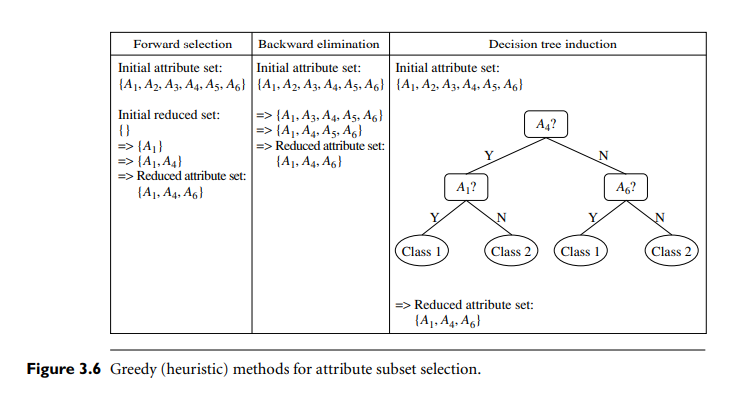 Forward selection
Initial attribute set:
{A₁, A₂, A₃, A₄, A₅, A₆}
Initial reduced set:
{}
=> {A₁}
=> {A₁, A₄}
=> Reduced attribute set:
{A₁, A₄, A₆}
Backward elimination
Initial attribute set:
{A₁, A₂, A₃, A₄, A₅, A₆}
=> {A₁, A₃, A₄, A₅, A₆}
=> {A₁, A₄, A₅, A₆}
=> Reduced attribute set:
{A₁, A₄, A₆}
Decision tree induction
Initial attribute set:
{A₁, A₂, A₃, A₄, A₅, A₆}
A₄?
Y N
A₁? A₆?
Y N Y N
Class 1 Class 2 Class 1 Class 2
=> Reduced attribute set:
{A₁, A₄, A₆}
Figure 3.6 Greedy (heuristic) methods for attribute subset selection.